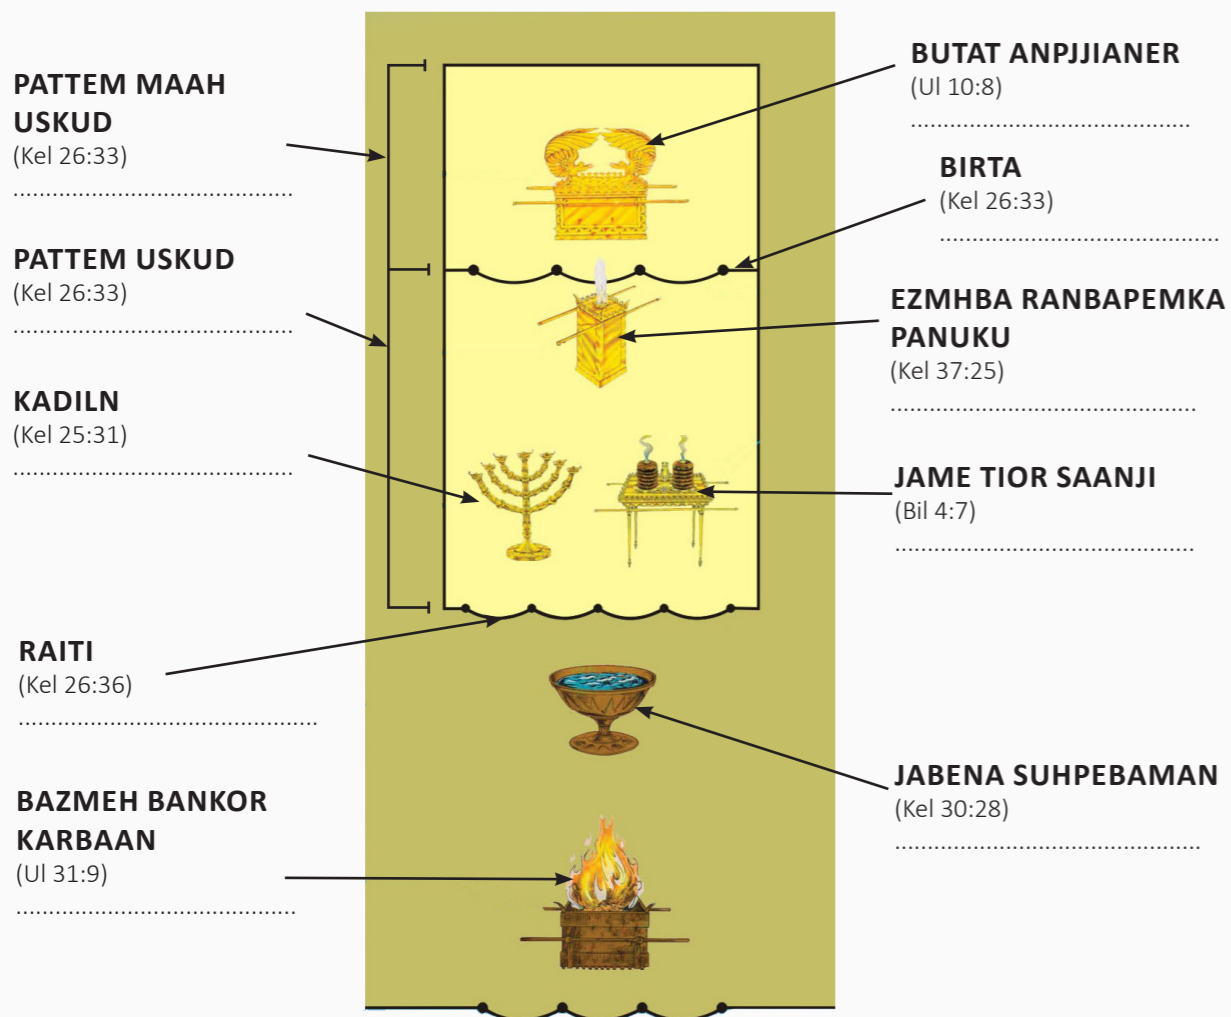 PATTEM MAAH
USKUD
(Kel 26:33)
............................................
PATTEM USKUD
(Kel 26:33)
............................................
KADILN
(Kel 25:31)
............................................
RAITI
(Kel 26:36)
...............................................
BAZMEH BANKOR
KARBAAN
(Ul 31:9)
............................................
BUTAT ANPJJIANER
(Ul 10:8)
............................................
BIRTA
(Kel 26:33)
............................................
EZMHBA RANBAPEMKA
PANUKU
(Kel 37:25)
................................................
JAME TIOR SAANJI
(Bil 4:7)
...............................................
JABENA SUHPEBAMAN
(Kel 30:28)
................................................